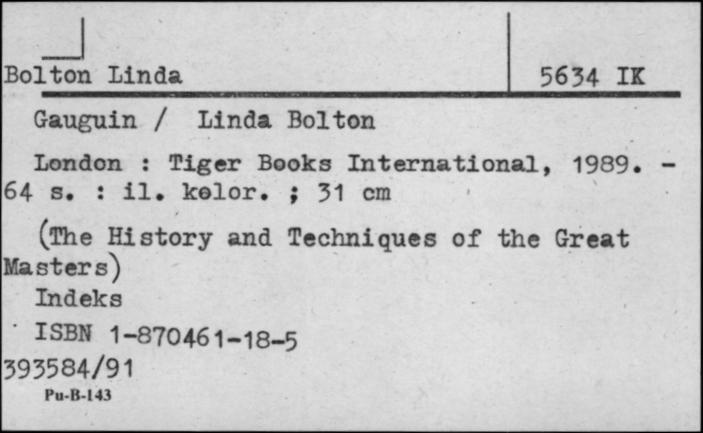 Bolton Linda 5634 IK
Gauguin / Linda Bolton
London : Tiger Books International, 1989. -
64 s. : il. kolor. ; 31 cm
(The History and Techniques of the Great
Masters)
Indeks
ISBN 1-870461-18-5
393584/91
Pu-B-143